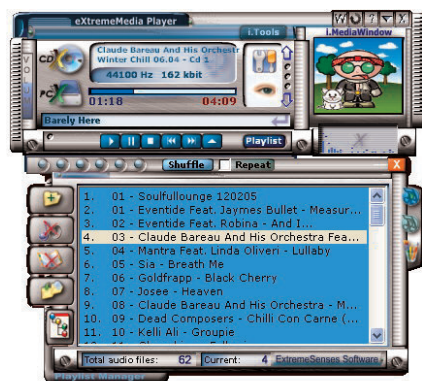 eXtremeMedia Player
i.Tools
i.MediaWindow
CD
Claude Bareau And His Orchestr
Winter Chill 06.04 - Cd 1
44100 Hz 162 kbit
PC
01:18
04:09
Barely Here
Playlist
Shuffle
Repeat
X
1. 01 - Soulfullounge 120205
2. 01 - Eventide Feat. Jaymes Bullet - Measur...
3. 02 - Eventide Feat. Robina - And I...
4. 03 - Claude Bareau And His Orchestra Fea...
5. 04 - Mantra Feat. Linda Oliveri - Lullaby
6. 05 - Sia - Breath Me
7. 06 - Goldfrapp - Black Cherry
8. 07 - Josee - Heaven
9. 08 - Claude Bareau And His Orchestra - M...
10. 09 - Dead Composers - Chilli Con Carne (...
11. 10 - Kelli Ali - Groupie
Total audio files: 62 Current: 4 ExtremeSenses Software
Playlist Manager